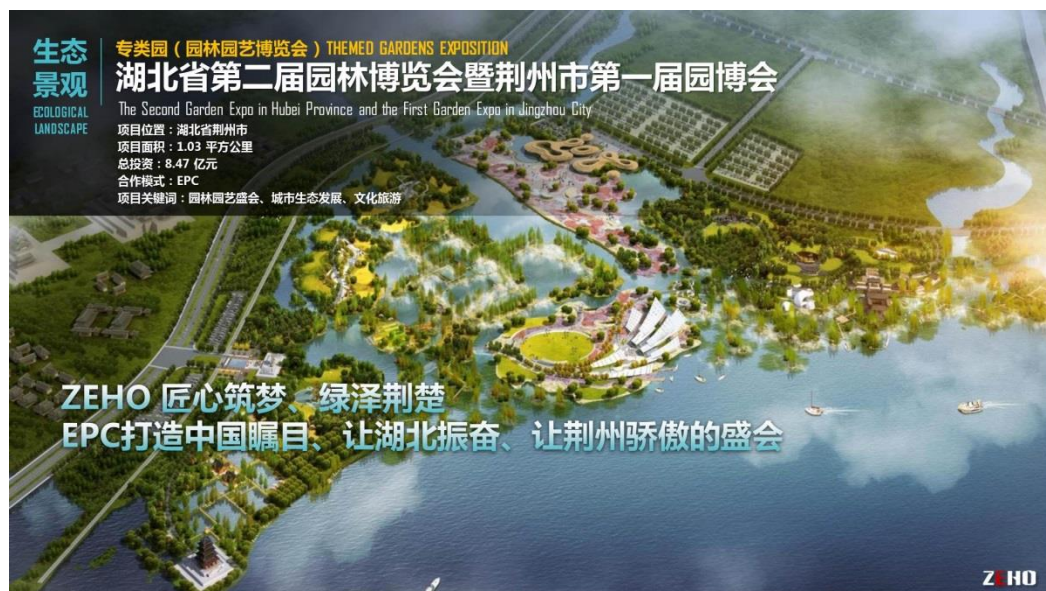 生态
景观
ECOLOGICAL
LANDSCAPE
专类园（园林园艺博览会）THEMED GARDENS EXPOSITION
湖北省第二届园林博览会暨荆州市第一届园博会
The Second Garden Expo in Hubei Province and the First Garden Expo in Jingzhou City
项目位置：湖北省荆州市
项目面积：1.03 平方公里
总投资：8.47 亿元
合作模式：EPC
项目关键词：园林园艺盛会、城市生态发展、文化旅游
ZEHO 匠心筑梦、绿泽荆楚
EPC打造中国瞩目、让湖北振奋、让荆州骄傲的盛会
ZEHO